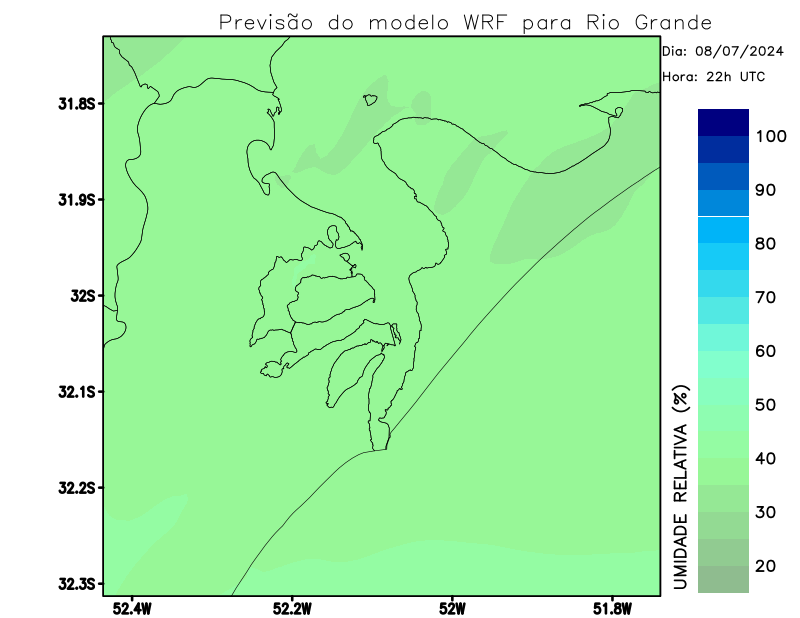 Previsão do modelo WRF para Rio Grande
Dia: 08/07/2024
Hora: 22h UTC
31.8S
31.9S
32S
32.1S
32.2S
32.3S
52.4W
52.2W
52W
51.8W
100
90
80
70
60
50
40
30
20
UMIDADE RELATIVA (%)